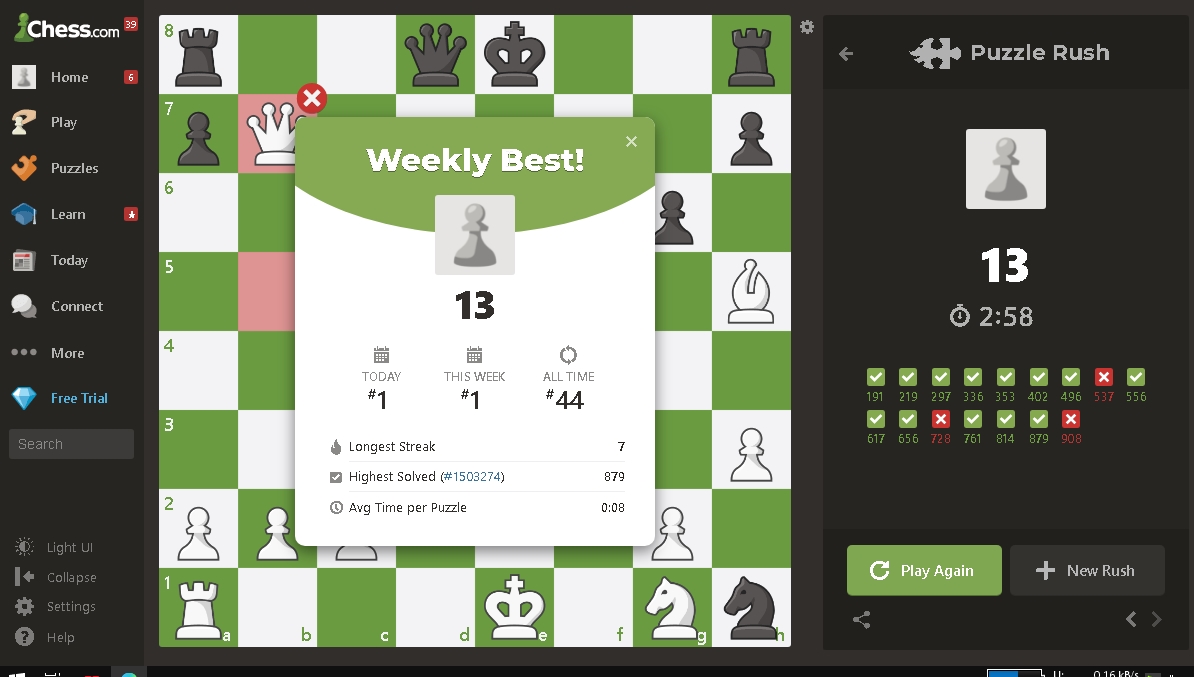 Chess.com 39
Home 6
Play
Puzzles
Learn
Today
Connect
More
Free Trial
Search
Light UI
Collapse
Settings
Help
8
7
6
5
4
3
2
1
a b c d e f g h
Weekly Best!
13
TODAY THIS WEEK ALL TIME
#1 #1 #44
Longest Streak 7
Highest Solved (#1503274) 879
Avg Time per Puzzle 0:08
Puzzle Rush
13
2:58
191 219 297 336 353 402 496 537 556
617 656 728 761 814 879 908
Play Again
New Rush
U: 0.16 kB/s